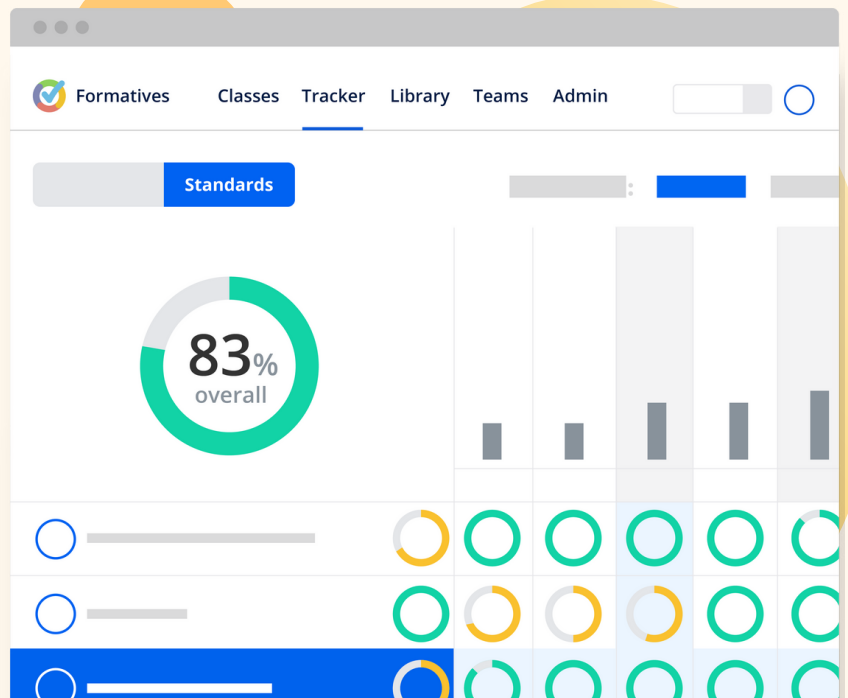 Formatives Classes Tracker Library Teams Admin
Standards
83%
overall